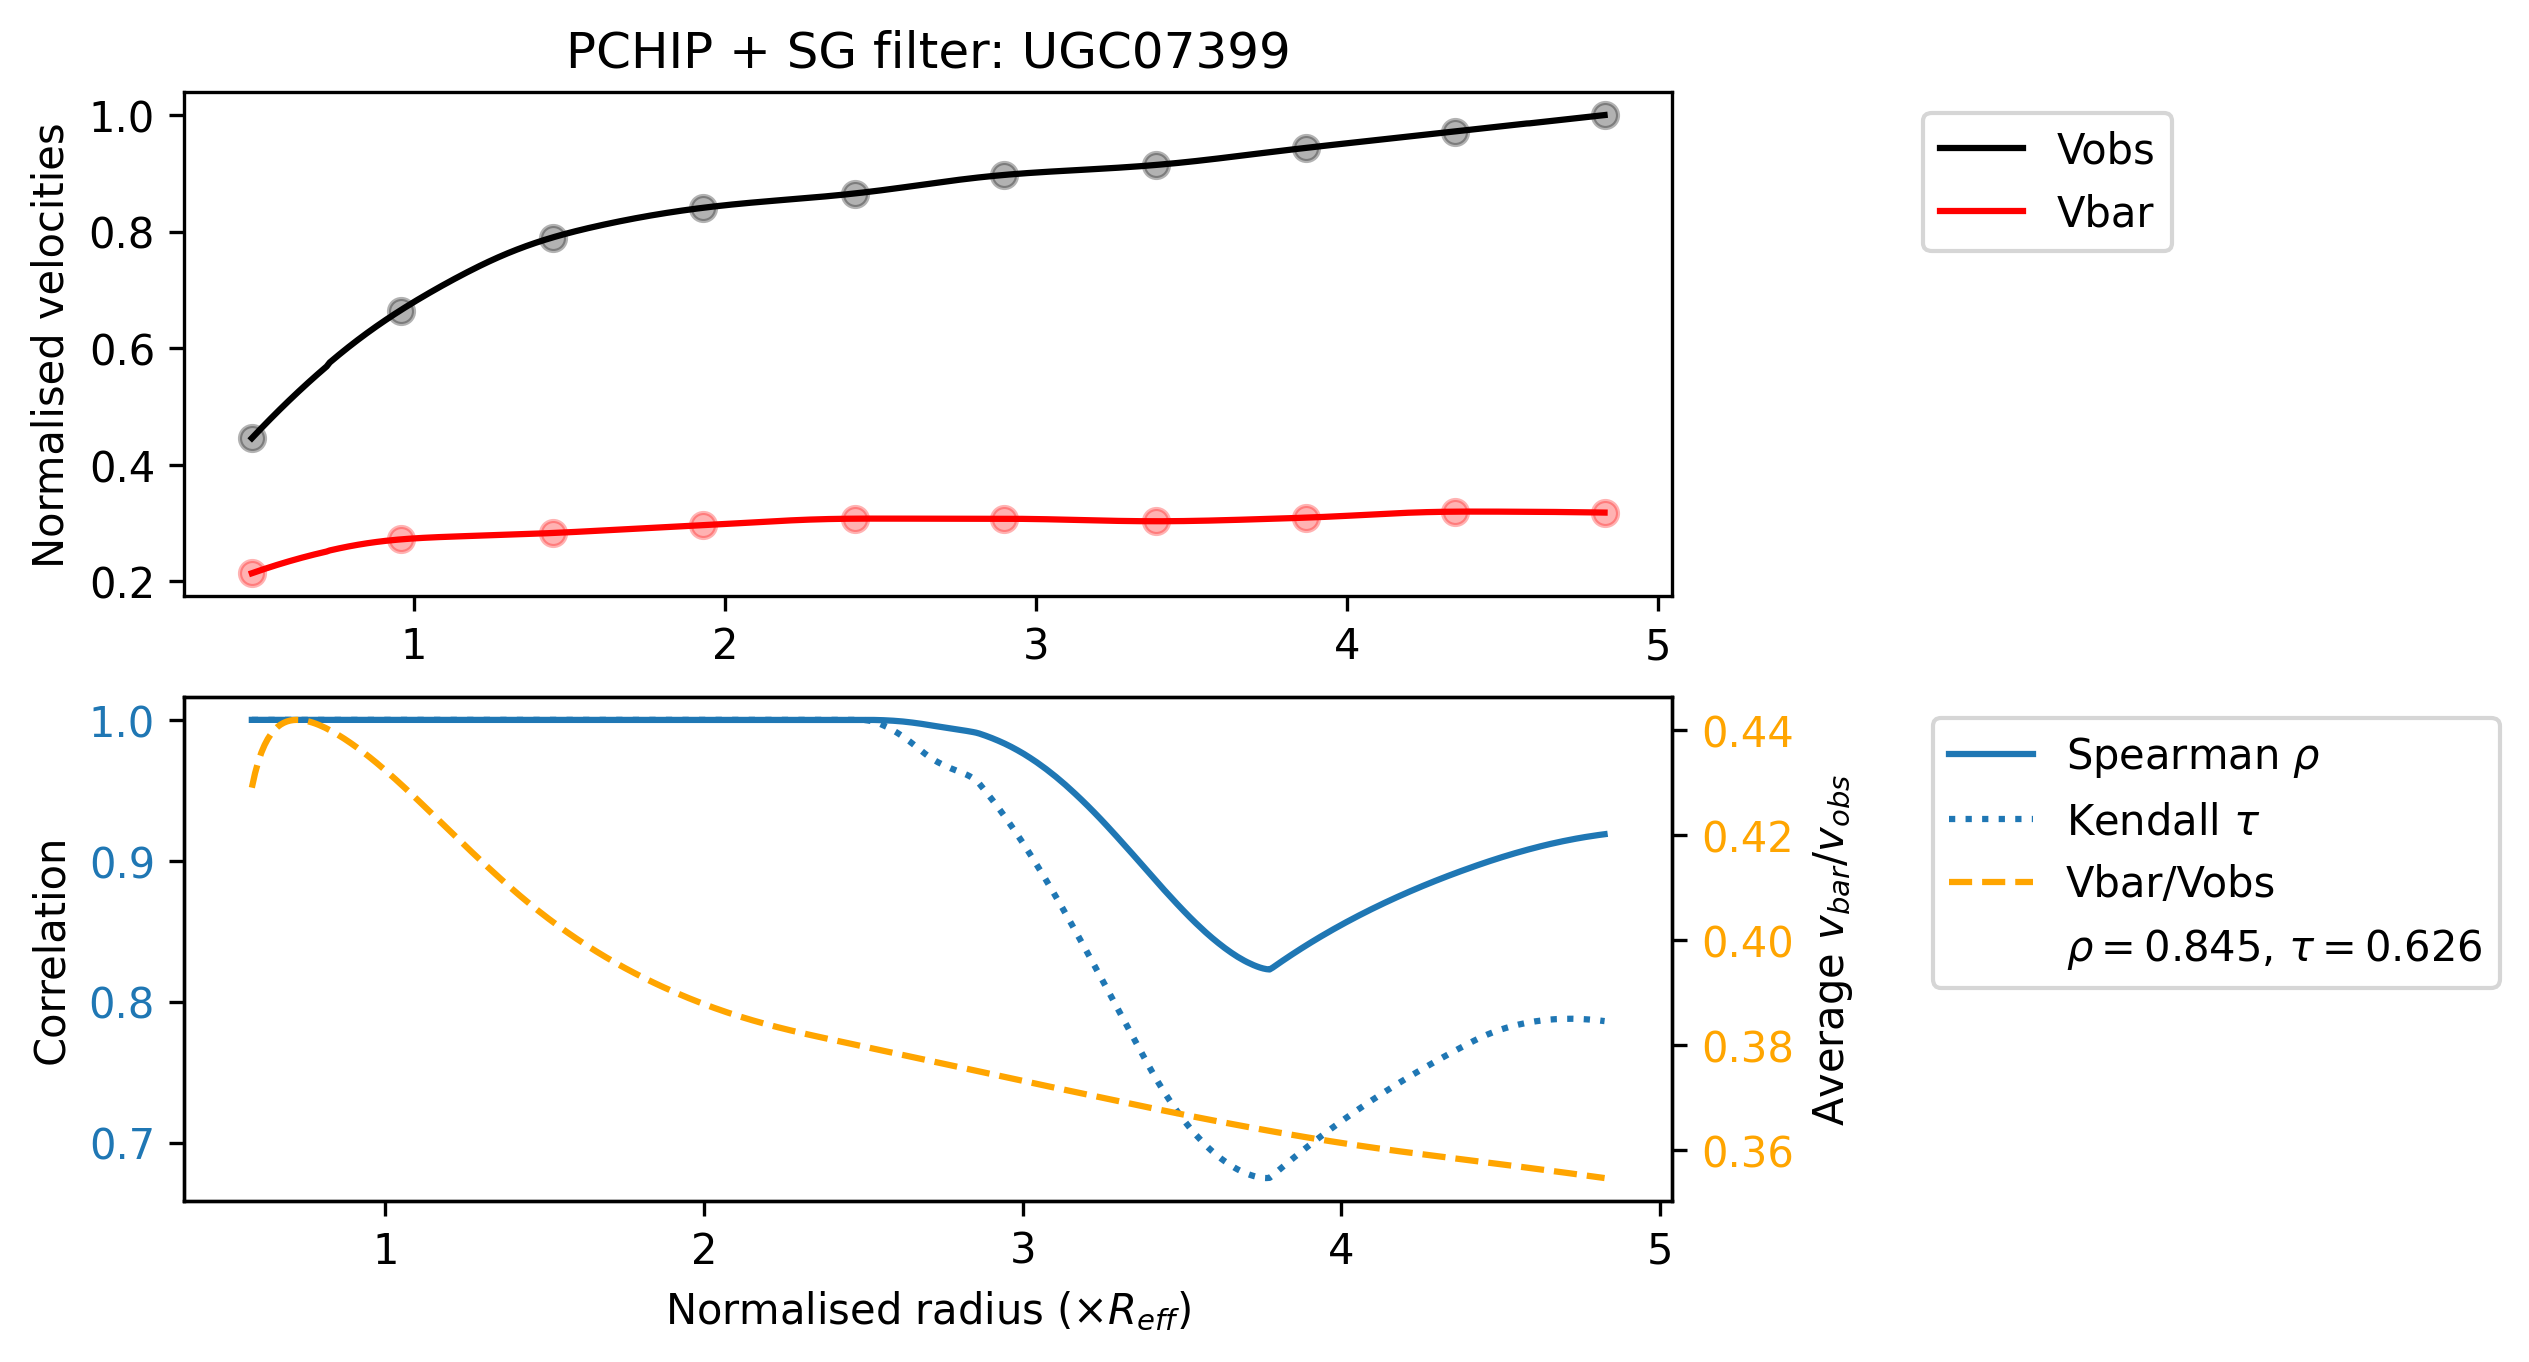 PCHIP + SG filter: UGC07399
Normalised velocities
1.0
0.8
0.6
0.4
0.2
1 2 3 4 5
Vobs
Vbar
Correlation
1.0
0.9
0.8
0.7
1 2 3 4 5
Normalised radius (×R_eff)
0.44
0.42
0.40
0.38
0.36
Average v_bar/v_obs
Spearman ρ
Kendall τ
Vbar/Vobs
ρ = 0.845, τ = 0.626